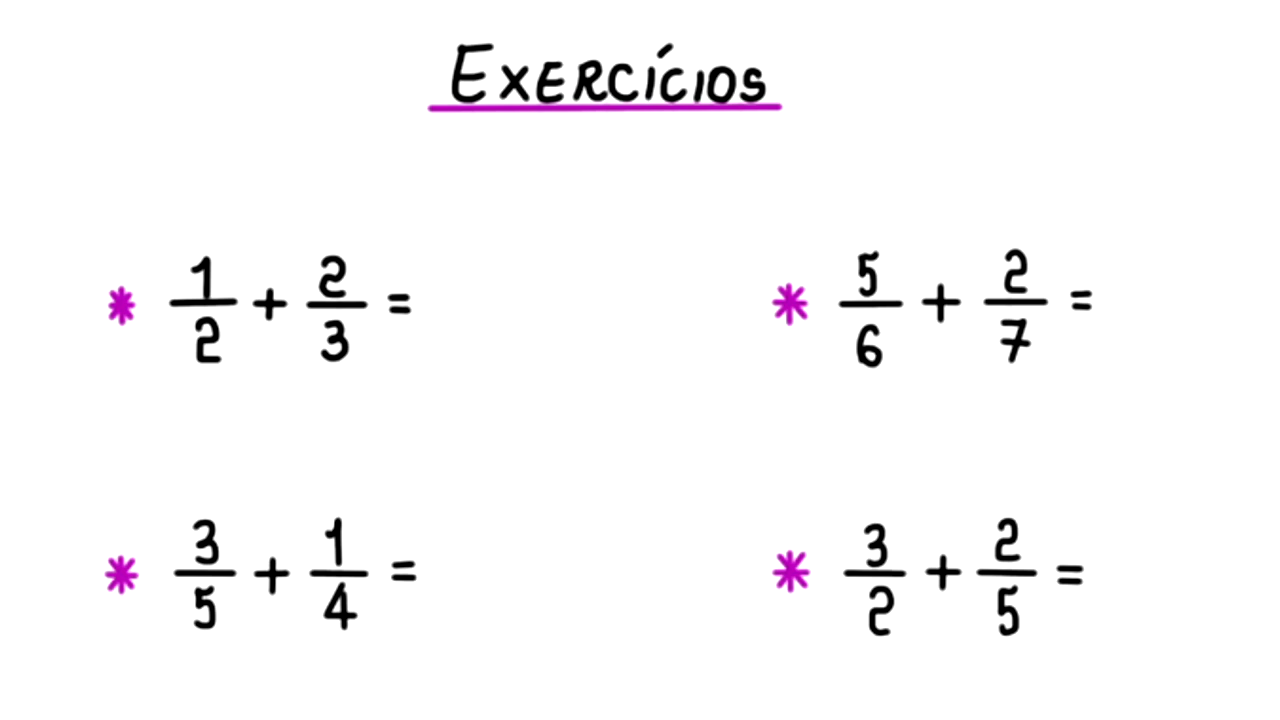 EXERCÍCIOS
* 1/2 + 2/3 =
* 5/6 + 2/7 =
* 3/5 + 1/4 =
* 3/2 + 2/5 =